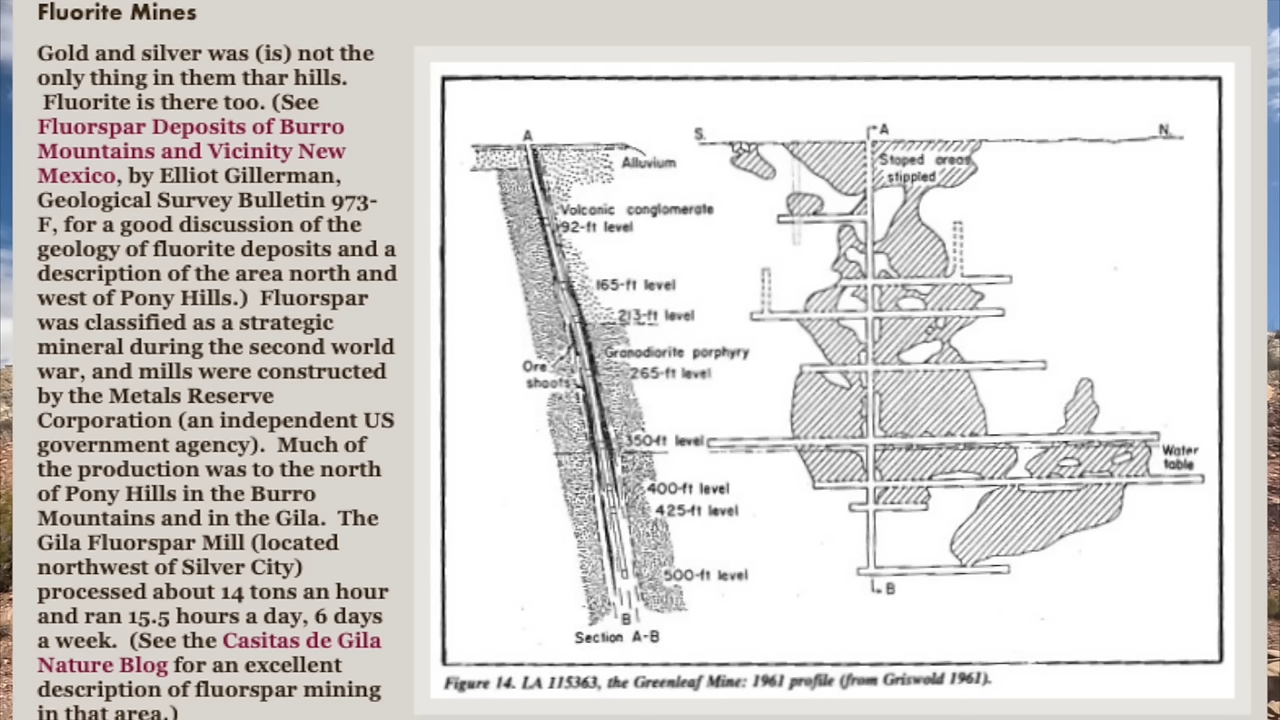 Fluorite Mines
Gold and silver was (is) not the
only thing in them thar hills.
Fluorite is there too. (See
Fluorspar Deposits of Burro
Mountains and Vicinity New
Mexico, by Elliot Gillerman,
Geological Survey Bulletin 973-
F, for a good discussion of the
geology of fluorite deposits and a
description of the area north and
west of Pony Hills.) Fluorspar
was classified as a strategic
mineral during the second world
war, and mills were constructed
by the Metals Reserve
Corporation (an independent US
government agency). Much of
the production was to the north
of Pony Hills in the Burro
Mountains and in the Gila. The
Gila Fluorspar Mill (located
northwest of Silver City)
processed about 14 tons an hour
and ran 15.5 hours a day, 6 days
a week. (See the Casitas de Gila
Nature Blog for an excellent
description of fluorspar mining
in that area.)
A
Alluvium
Volcanic conglomerate
92-ft level
165-ft level
213-ft level
Granodiorite porphyry
265-ft level
Ore
shoots
350-ft level
400-ft level
425-ft level
500-ft level
B
Section A-B
S.
A
N.
Stoped areas
stippled
Water
table
B
Figure 14. LA 115363, the Greenleaf Mine: 1961 profile (from Griswold 1961).